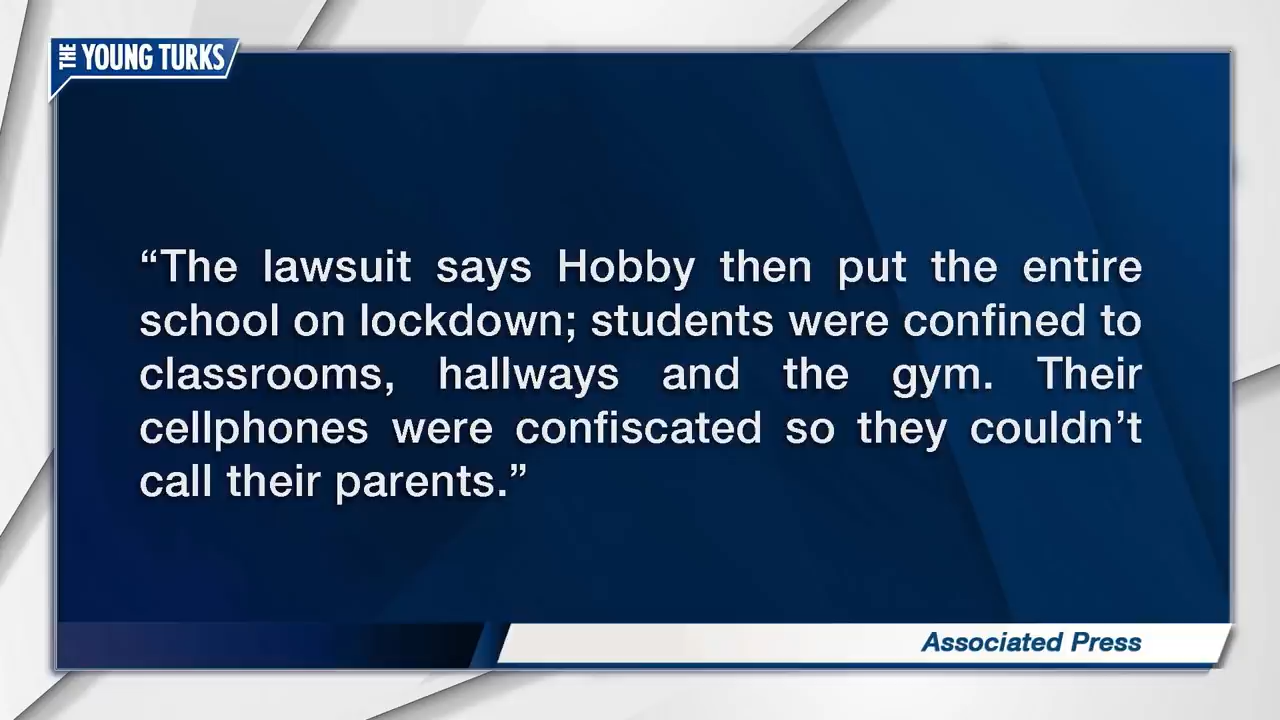 THE YOUNG TURKS
“The lawsuit says Hobby then put the entire
school on lockdown; students were confined to
classrooms, hallways and the gym. Their
cellphones were confiscated so they couldn’t
call their parents.”
Associated Press